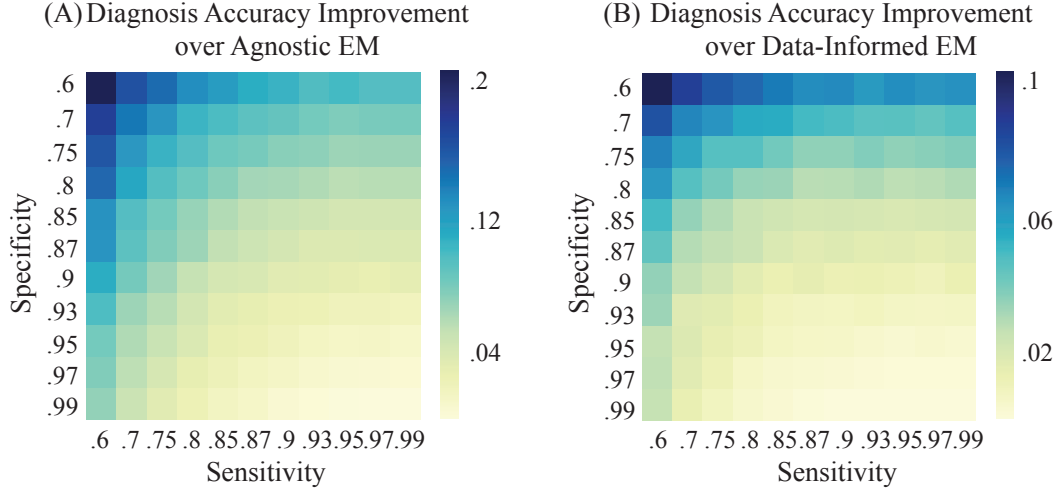 (A) Diagnosis Accuracy Improvement
over Agnostic EM
.6
.7
.75
.8
.85
.87
.9
.93
.95
.97
.99
Specificity
.6 .7 .75 .8 .85 .87 .9 .93 .95 .97 .99
Sensitivity
.2
.12
.04
(B) Diagnosis Accuracy Improvement
over Data-Informed EM
.6
.7
.75
.8
.85
.87
.9
.93
.95
.97
.99
Specificity
.6 .7 .75 .8 .85 .87 .9 .93 .95 .97 .99
Sensitivity
.1
.06
.02